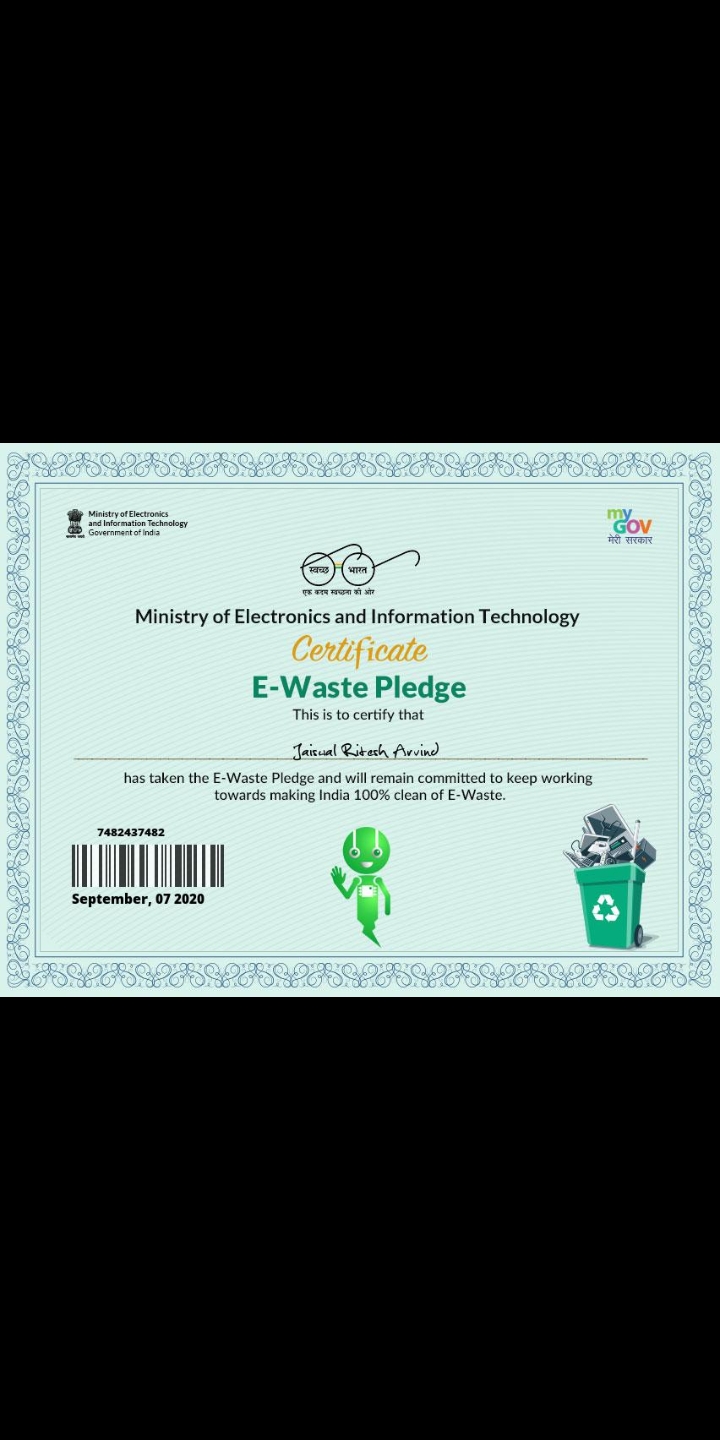 Ministry of Electronics
and Information Technology
Government of India
my
GOV
मेरी सरकार
स्वच्छ भारत
एक कदम स्वच्छता की ओर
Ministry of Electronics and Information Technology
Certificate
E-Waste Pledge
This is to certify that
Jaiswal Ritesh Arvind
has taken the E-Waste Pledge and will remain committed to keep working
towards making India 100% clean of E-Waste.
7482437482
September, 07 2020